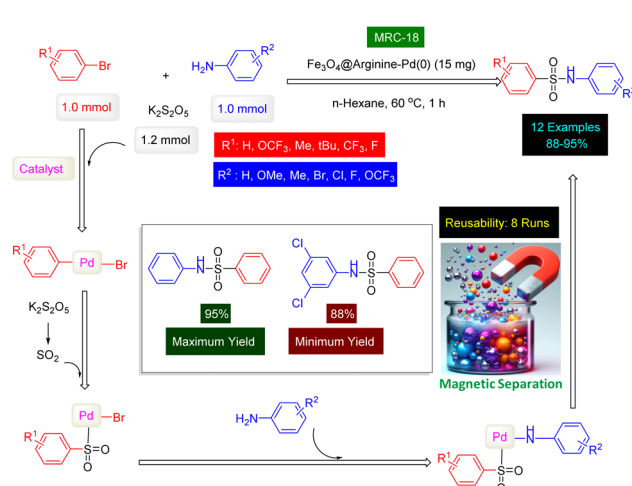 MRC-18
R1
Br
+
H2N
R2
Fe3O4@Arginine-Pd(0) (15 mg)
n-Hexane, 60 °C, 1 h
R1
O
S
O
H
N
R2
1.0 mmol
K2S2O5
1.0 mmol
1.2 mmol
12 Examples
88-95%
R1: H, OCF3, Me, tBu, CF3, F
R2 : H, OMe, Me, Br, Cl, F, OCF3
Catalyst
Reusability: 8 Runs
R1
Pd
Br
H
N
O
S
O
Cl
Cl
H
N
O
S
O
K2S2O5
SO2
95%
88%
Maximum Yield
Minimum Yield
Magnetic Separation
Pd
Br
R1
S
O
O
H2N
R2
Pd
H
N
R2
R1
S
O
O